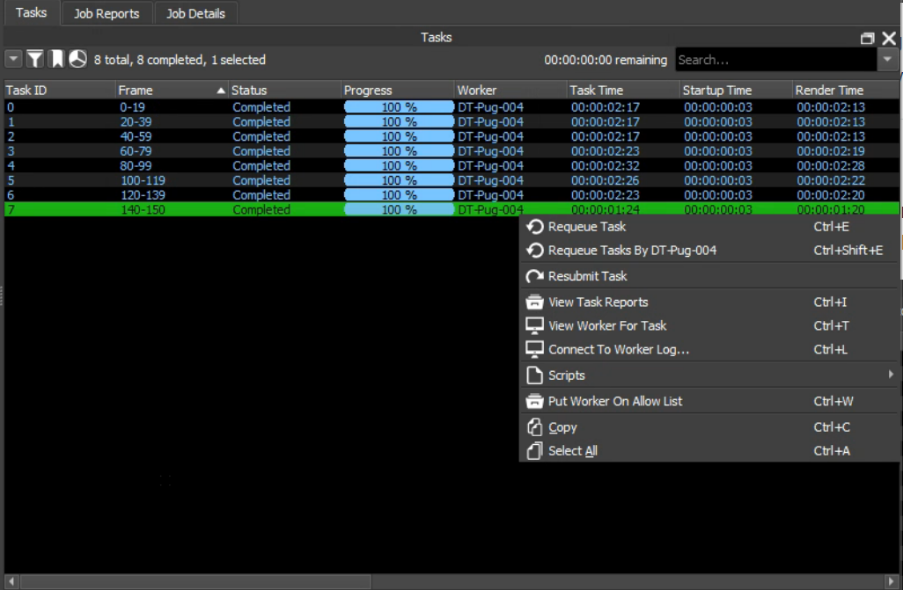 Tasks Job Reports Job Details
Tasks
8 total, 8 completed, 1 selected 00:00:00:00 remaining Search...
Task ID Frame Status Progress Worker Task Time Startup Time Render Time
0 0-19 Completed 100 % DT-Pug-004 00:00:02:17 00:00:00:03 00:00:02:13
1 20-39 Completed 100 % DT-Pug-004 00:00:02:17 00:00:00:03 00:00:02:13
2 40-59 Completed 100 % DT-Pug-004 00:00:02:17 00:00:00:03 00:00:02:13
3 60-79 Completed 100 % DT-Pug-004 00:00:02:23 00:00:00:03 00:00:02:19
4 80-99 Completed 100 % DT-Pug-004 00:00:02:32 00:00:00:03 00:00:02:28
5 100-119 Completed 100 % DT-Pug-004 00:00:02:26 00:00:00:03 00:00:02:22
6 120-139 Completed 100 % DT-Pug-004 00:00:02:23 00:00:00:03 00:00:02:20
7 140-150 Completed 100 % DT-Pug-004 00:00:01:24 00:00:00:03 00:00:01:20
Requeue Task Ctrl+E
Requeue Tasks By DT-Pug-004 Ctrl+Shift+E
Resubmit Task
View Task Reports Ctrl+I
View Worker For Task Ctrl+T
Connect To Worker Log... Ctrl+L
Scripts
Put Worker On Allow List Ctrl+W
Copy Ctrl+C
Select All Ctrl+A